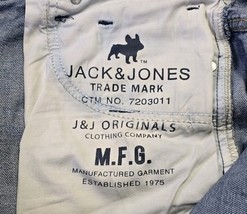 JACK&JONES
TRADE MARK
CTM NO. 7203011
J&J ORIGINALS
CLOTHING COMPANY
M.F.G.
MANUFACTURED GARMENT
ESTABLISHED 1975